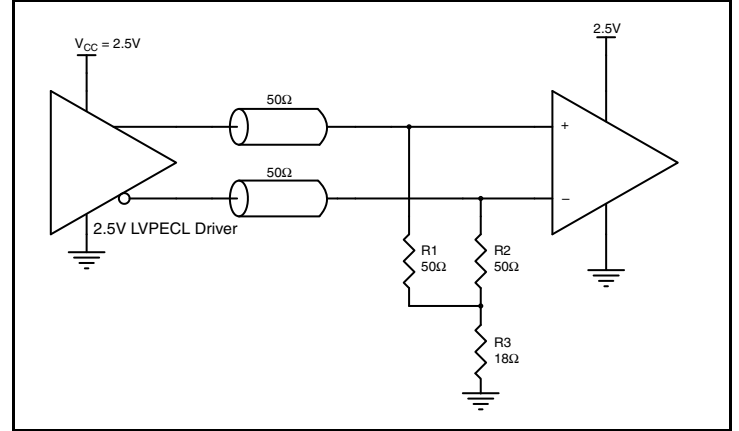 V_CC = 2.5V
2.5V
50Ω
+
50Ω
−
2.5V LVPECL Driver
R1
50Ω
R2
50Ω
R3
18Ω